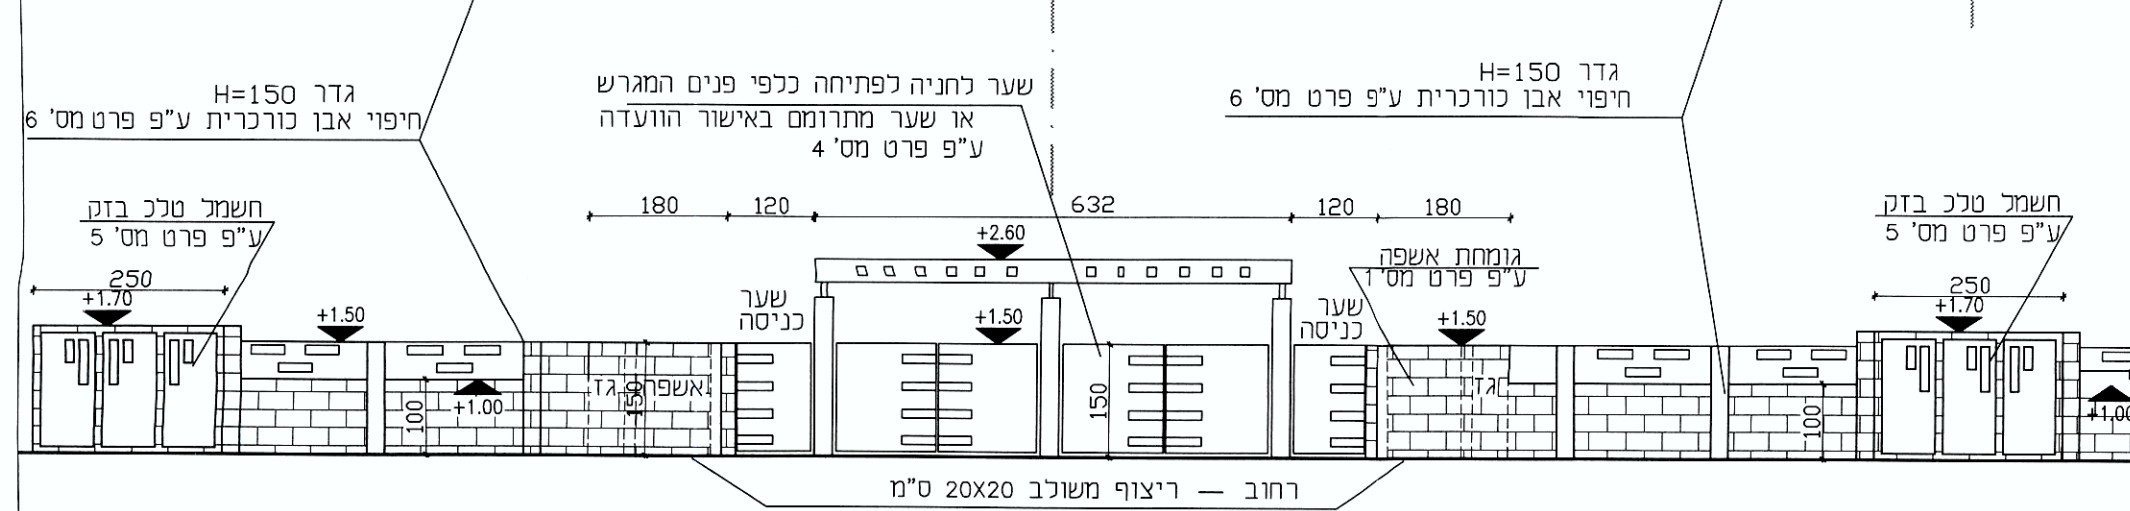 גדר H=150
חיפוי אבן כורכרית ע"פ פרט מס' 6
שער לחניה לפתיחה כלפי פנים המגרש
או שער מתרומם באישור הוועדה
ע"פ פרט מס' 4
גדר H=150
חיפוי אבן כורכרית ע"פ פרט מס' 6
חשמל טלכ בזק
ע"פ פרט מס' 5
חשמל טלכ בזק
ע"פ פרט מס' 5
180
120
632
120
180
+2.60
גומחת אשפה
ע"פ פרט מס' 1
250
+1.70
+1.50
שער
כניסה
+1.50
שער
כניסה
+1.50
250
+1.70
אשפה
גז
150
100
+1.00
150
גז
100
+1.00
רחוב — ריצוף משולב 20X20 ס"מ